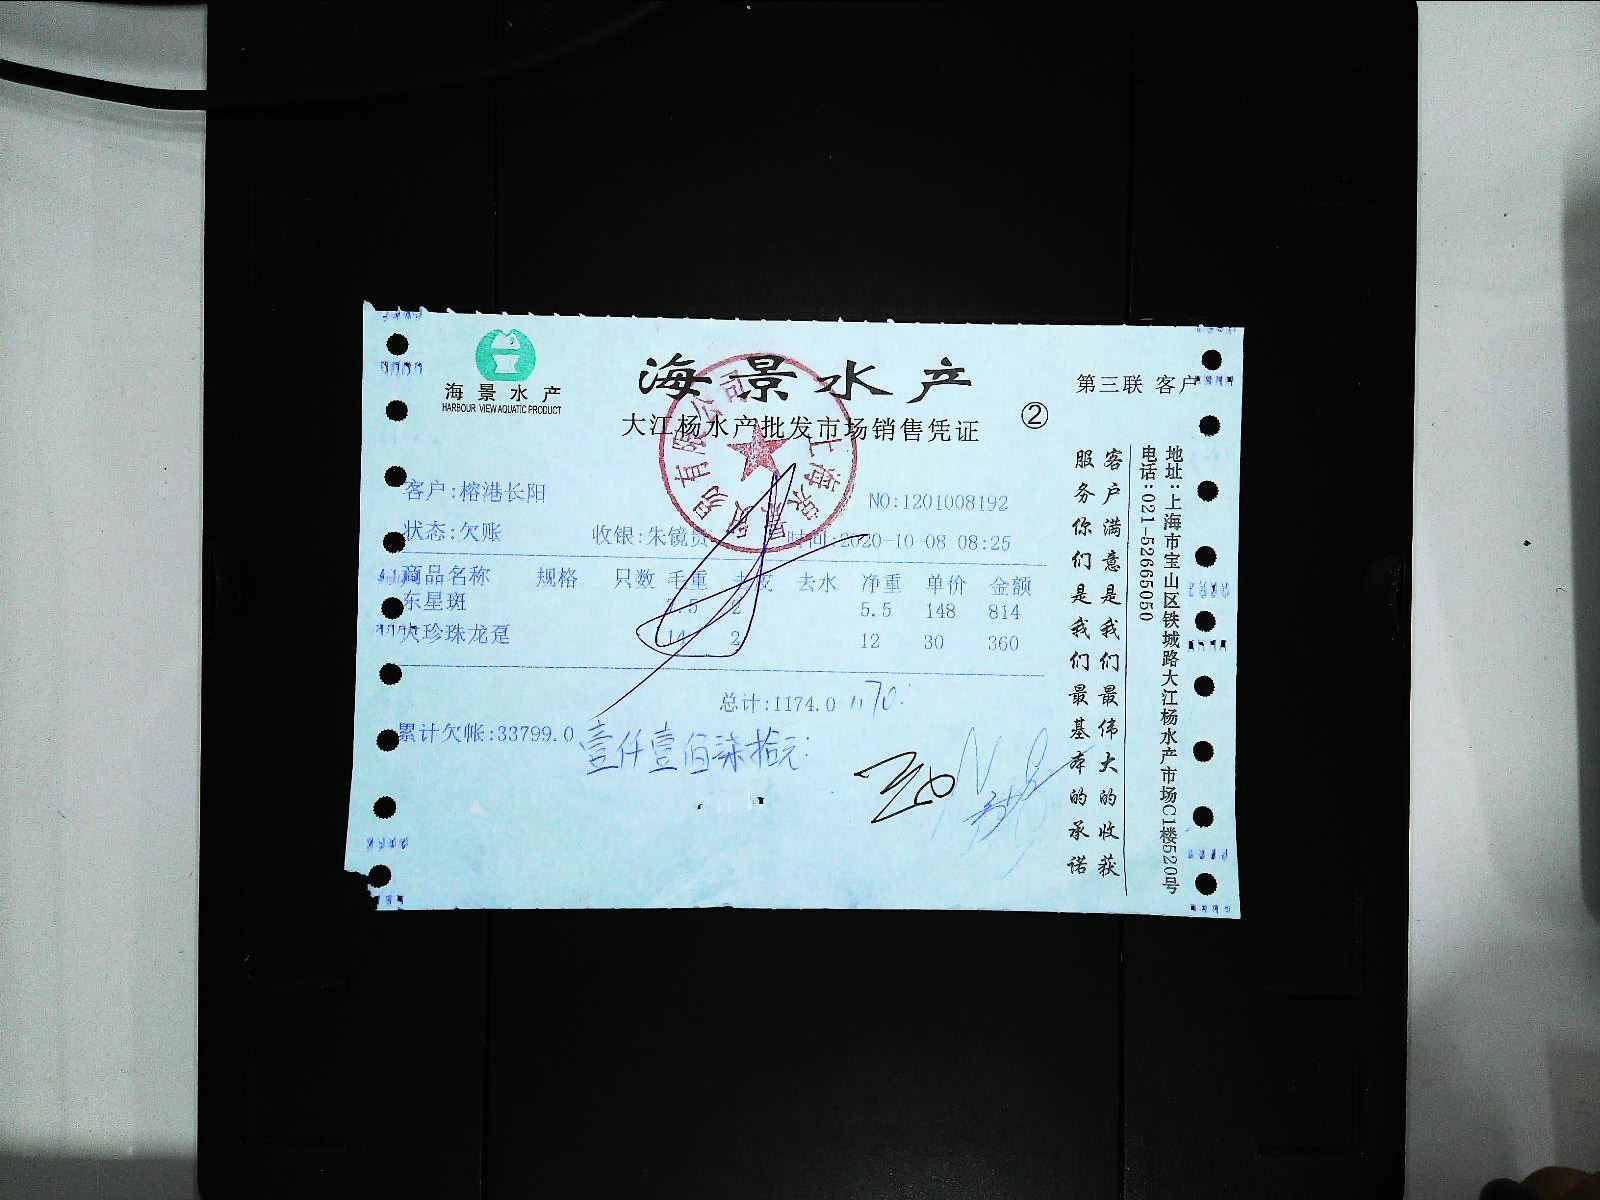 海景水产
HARBOUR VIEW AQUATIC PRODUCT
海景水产
大江杨水产批发市场销售凭证
②
第三联 客户
客户:榕港长阳
NO:1201008192
状态:欠账 收银:朱镜 时间:2020-10-08 08:25
商品名称 规格 只数 毛重 去皮 去水 净重 单价 金额
东星斑 7.5 2 5.5 148 814
大珍珠龙趸 14 2 12 30 360
总计:1174.0 1170
累计欠帐:33799.0
壹仟壹佰柒拾元
客户满意是我们最伟大的收获
服务你们是我们最基本的承诺
地址:上海市宝山区铁城路大江杨水产市场C1楼520号
电话:021-52665050